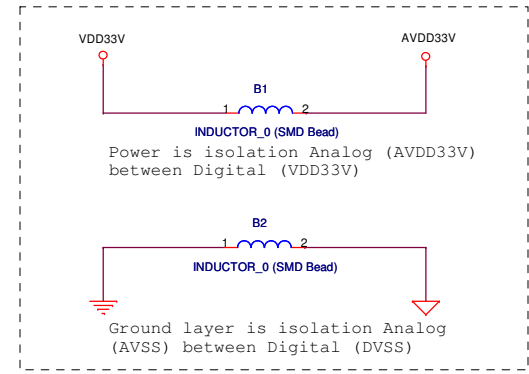 VDD33V AVDD33V
B1
1 2
INDUCTOR_0 (SMD Bead)
Power is isolation Analog (AVDD33V)
between Digital (VDD33V)
B2
1 2
INDUCTOR_0 (SMD Bead)
Ground layer is isolation Analog
(AVSS) between Digital (DVSS)